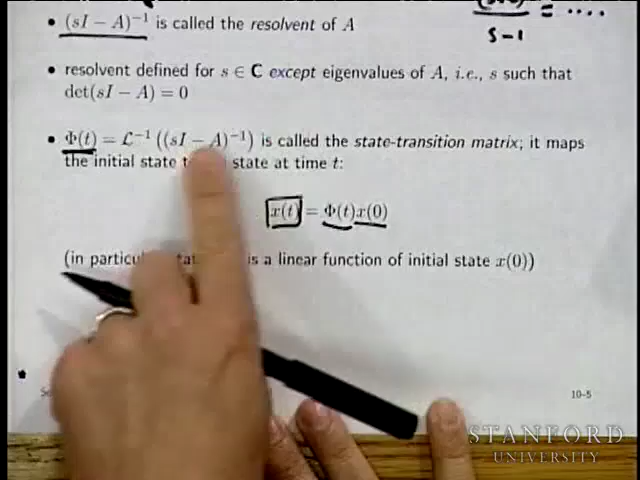 = ....
s-1
• (sI − A)⁻¹ is called the resolvent of A
• resolvent defined for s ∈ C except eigenvalues of A, i.e., s such that
det(sI − A) = 0
• Φ(t) = L⁻¹ ((sI − A)⁻¹) is called the state-transition matrix; it maps
the initial state state at time t:
x(t) = Φ(t)x(0)
(in is a linear function of initial state x(0))
10-5
STANFORD
UNIVERSITY